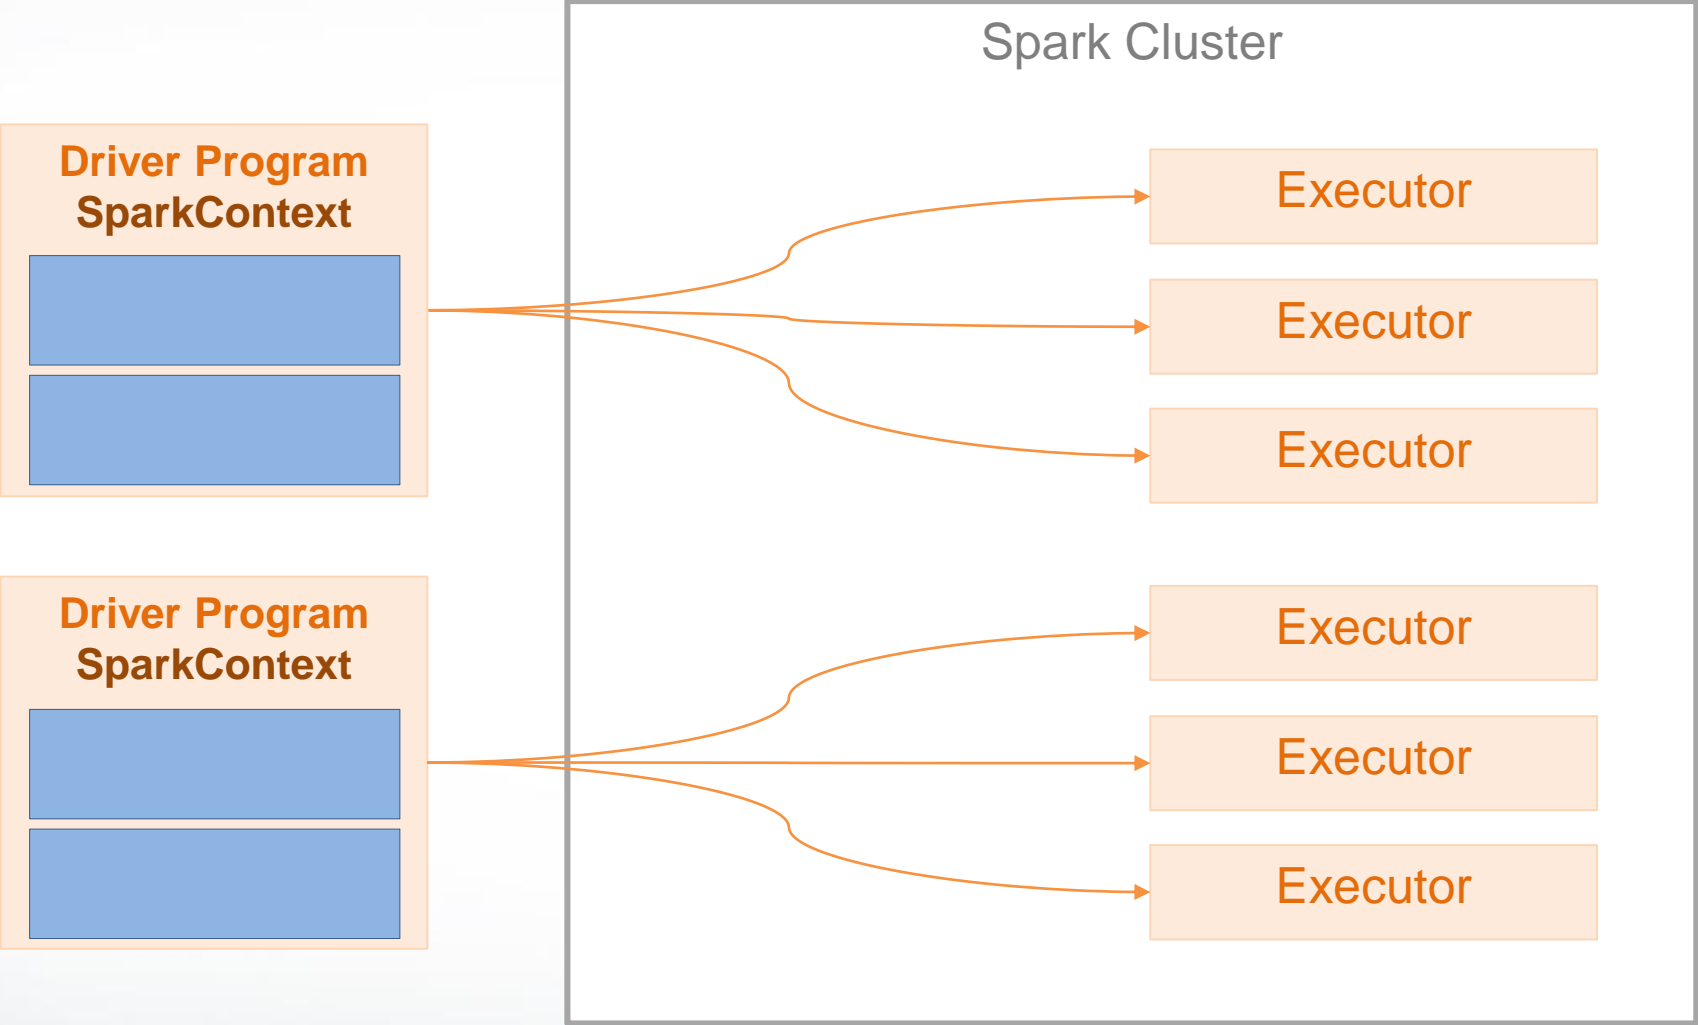 Spark Cluster
Driver Program
SparkContext
Executor
Executor
Executor
Driver Program
SparkContext
Executor
Executor
Executor